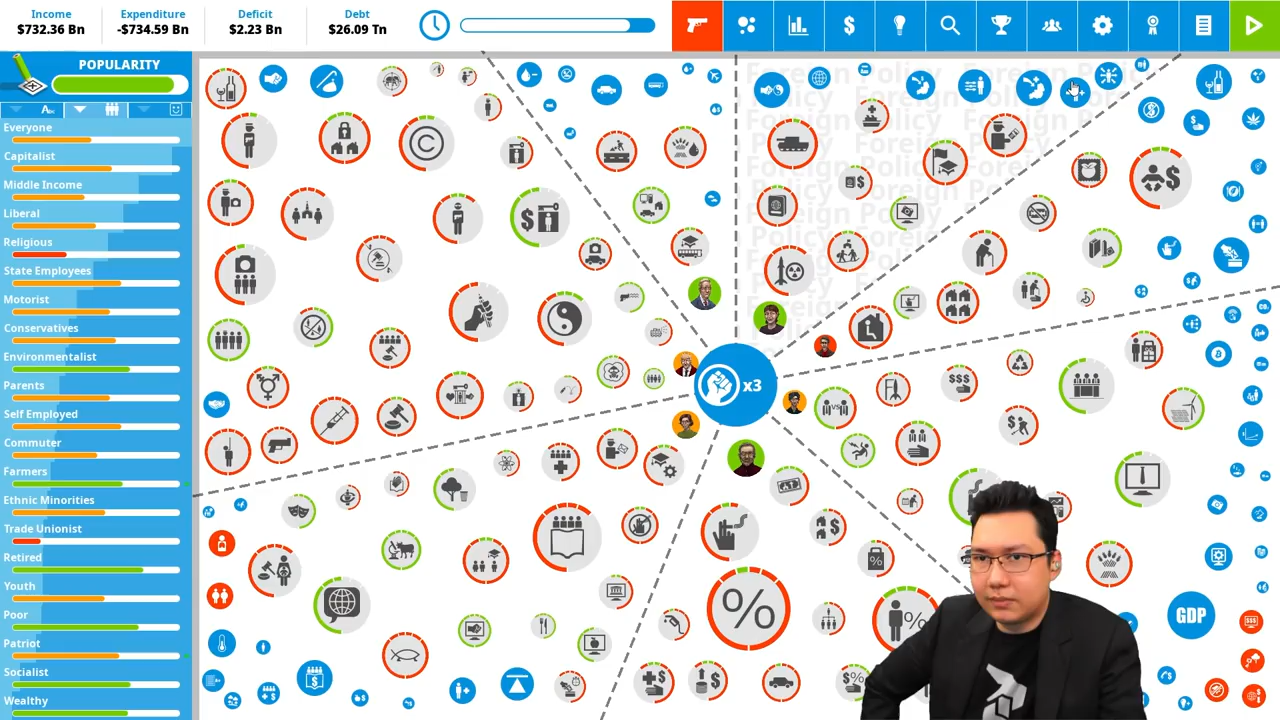 Income
$732.36 Bn
Expenditure
-$734.59 Bn
Deficit
$2.23 Bn
Debt
$26.09 Tn
POPULARITY
Everyone
Capitalist
Middle Income
Liberal
Religious
State Employees
Motorist
Conservatives
Environmentalist
Parents
Self Employed
Commuter
Farmers
Ethnic Minorities
Trade Unionist
Retired
Youth
Poor
Patriot
Socialist
Wealthy
Foreign Policy Foreign Policy
x3
GDP